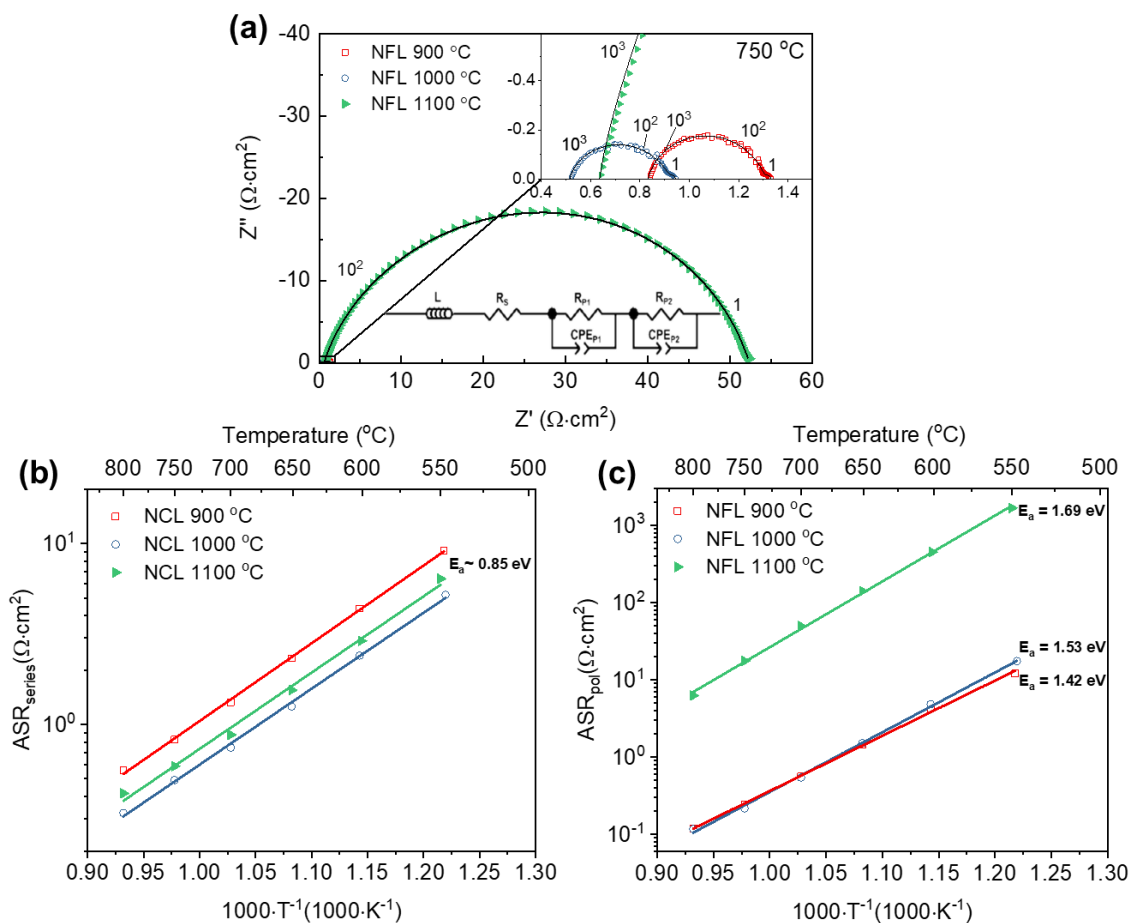 (a)
NFL 900 °C
NFL 1000 °C
NFL 1100 °C
Z'' (Ω·cm²)
-40
-30
-20
-10
0
0 10 20 30 40 50 60
Z' (Ω·cm²)
10²
1
L
R_S
R_P1
R_P2
CPE_P1
CPE_P2
750 °C
-0.4
-0.2
0.0
0.4 0.6 0.8 1.0 1.2 1.4
10³
10³
10²
10³
10²
1
1
(b)
Temperature (°C)
800 750 700 650 600 550 500
NCL 900 °C
NCL 1000 °C
NCL 1100 °C
E_a~ 0.85 eV
ASR_series(Ω·cm²)
10¹
10⁰
0.90 0.95 1.00 1.05 1.10 1.15 1.20 1.25 1.30
1000·T⁻¹(1000·K⁻¹)
(c)
Temperature (°C)
800 750 700 650 600 550 500
NFL 900 °C
NFL 1000 °C
NFL 1100 °C
E_a = 1.69 eV
E_a = 1.53 eV
E_a = 1.42 eV
ASR_pol(Ω·cm²)
10³
10²
10¹
10⁰
10⁻¹
0.90 0.95 1.00 1.05 1.10 1.15 1.20 1.25 1.30
1000·T⁻¹(1000·K⁻¹)